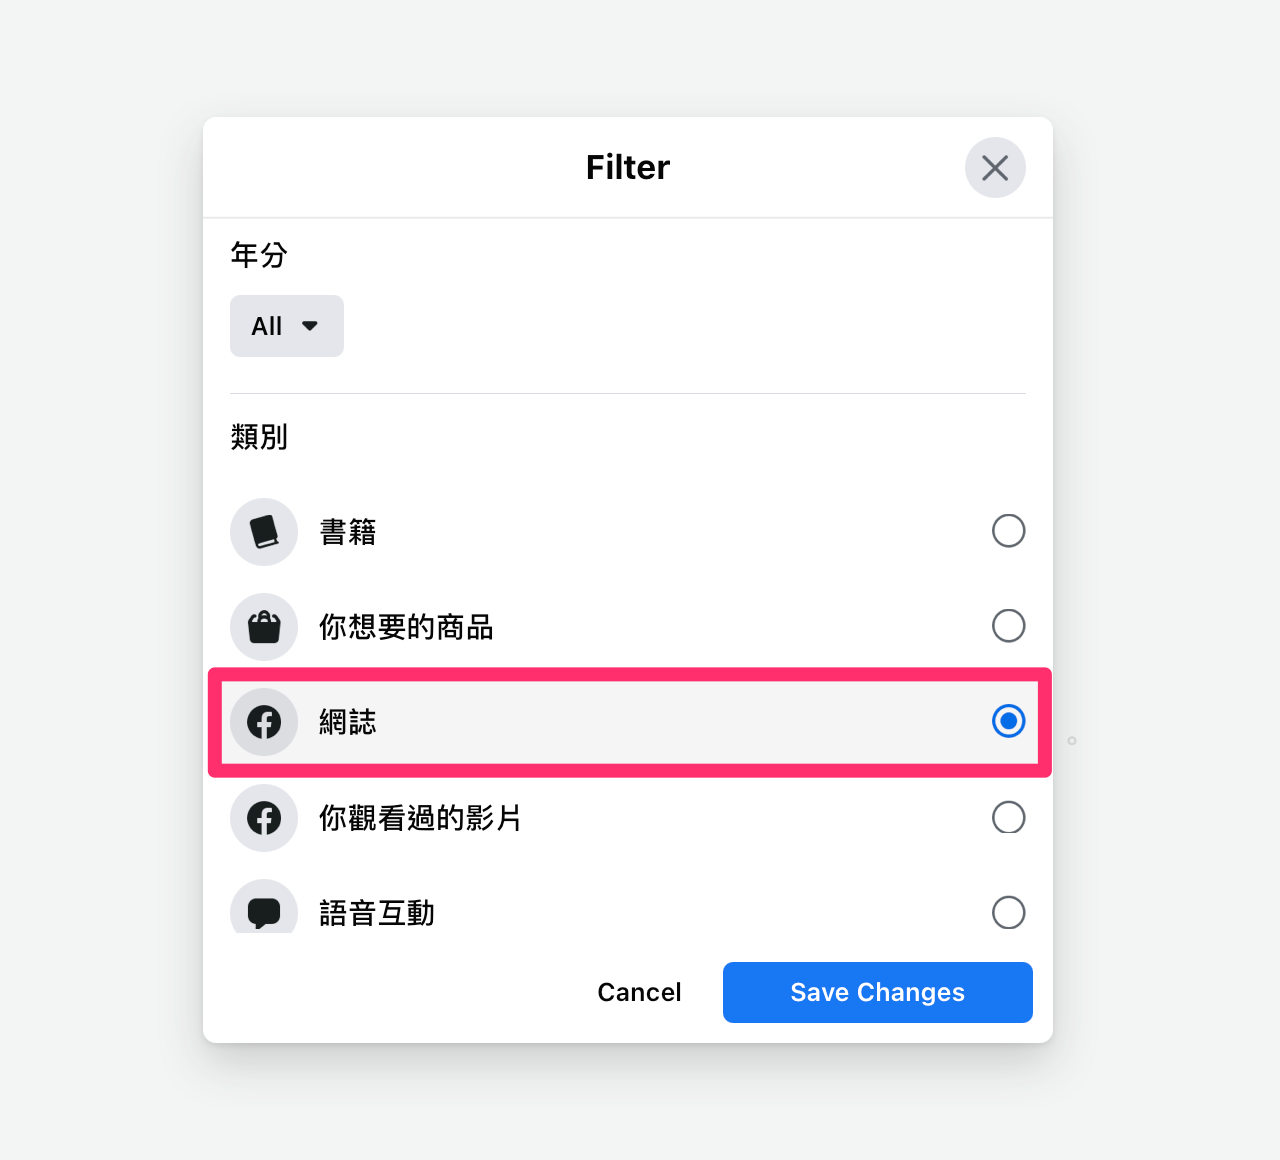 Filter
年分
All
類別
書籍
你想要的商品
網誌
你觀看過的影片
語音互動
Cancel
Save Changes